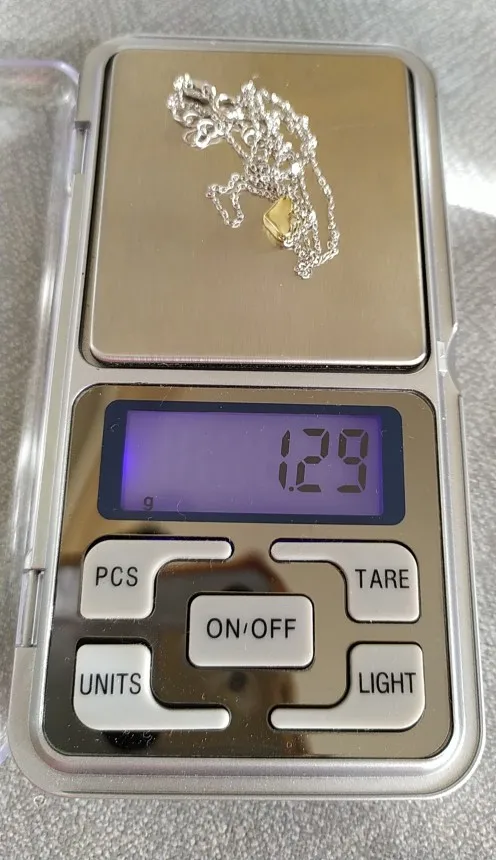 1.29
g
PCS
TARE
ON/OFF
UNITS
LIGHT